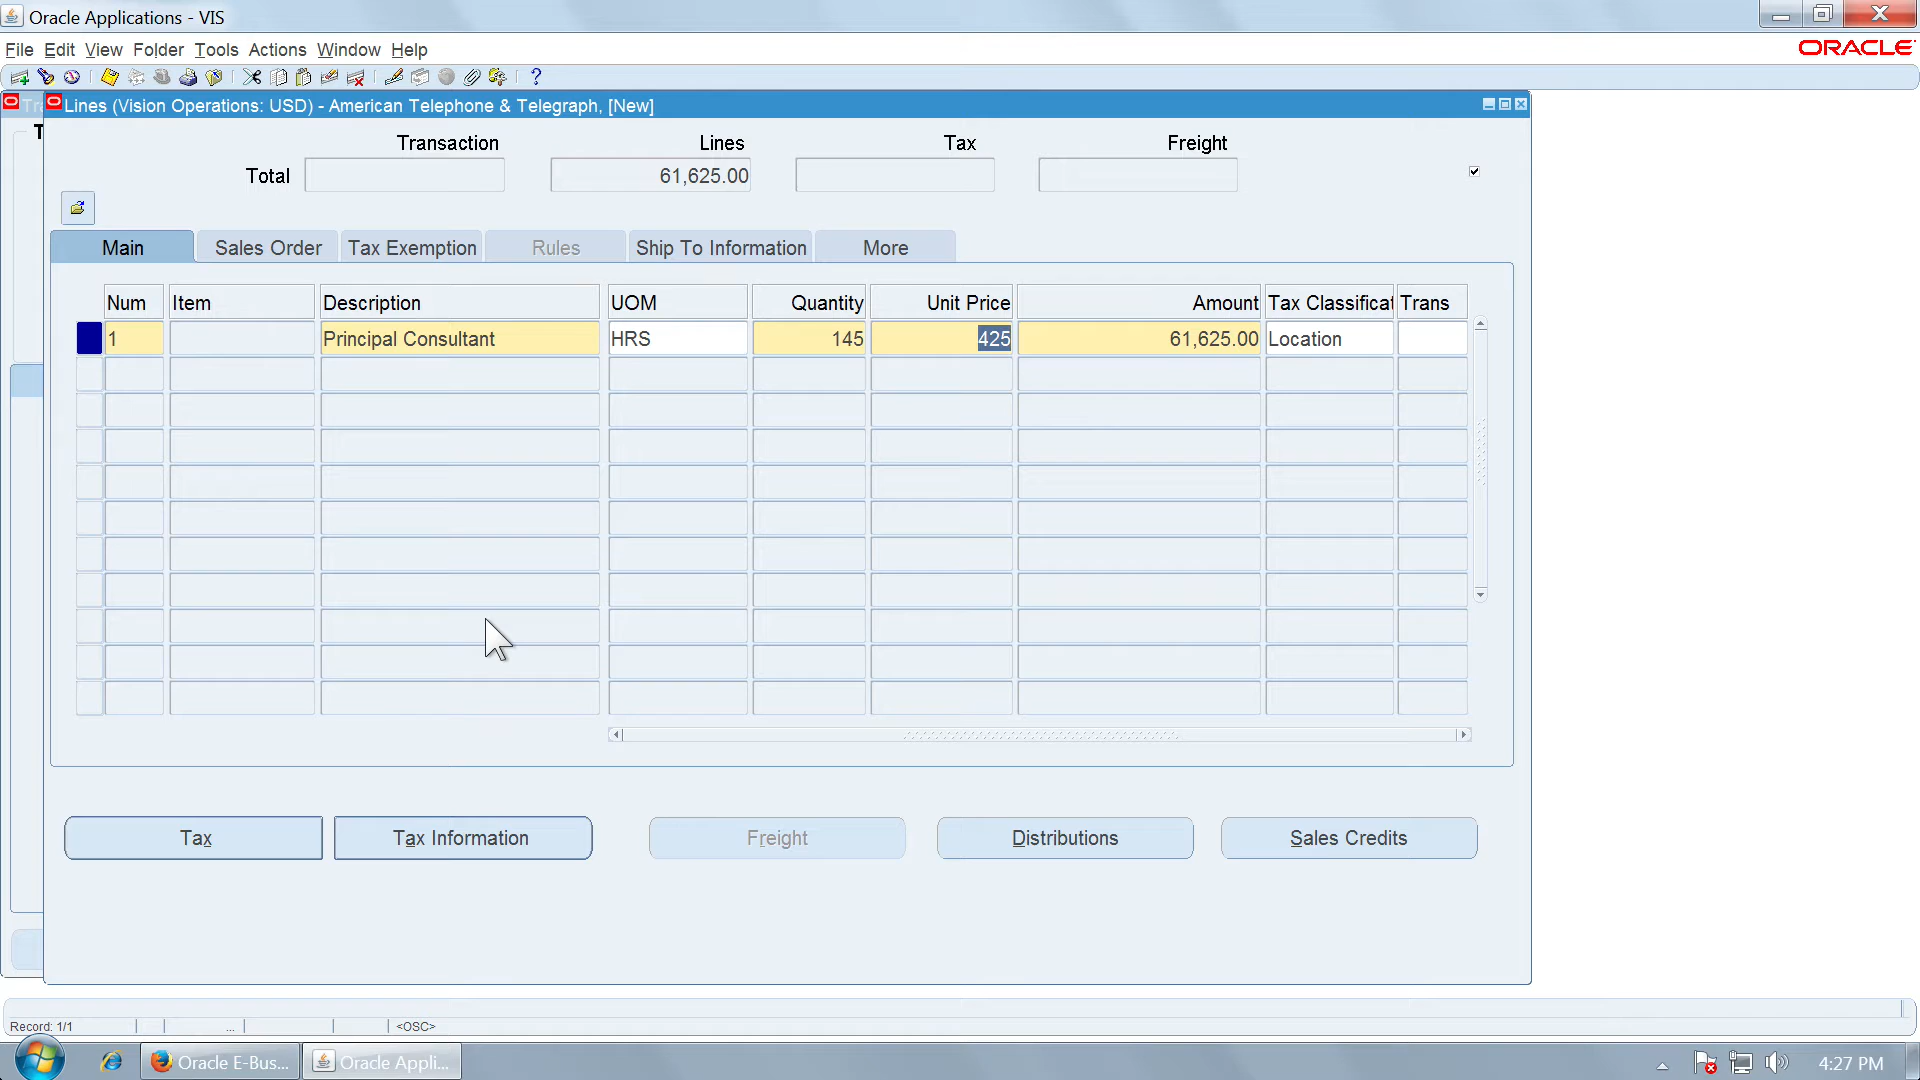 Oracle Applications - VIS
File Edit View Folder Tools Actions Window Help
ORACLE
Lines (Vision Operations: USD) - American Telephone & Telegraph, [New]
Transaction Lines Tax Freight
Total 61,625.00
Main Sales Order Tax Exemption Rules Ship To Information More
Num Item Description UOM Quantity Unit Price Amount Tax Classificat Trans
1 Principal Consultant HRS 145 425 61,625.00 Location
Tax Tax Information Freight Distributions Sales Credits
Record: 1/1 ... <OSC>
Oracle E-Bus... Oracle Appli... 4:27 PM